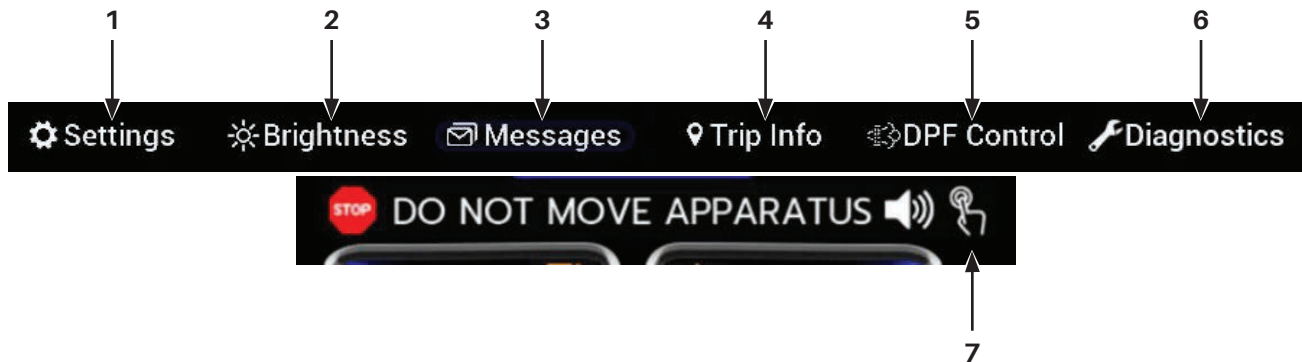 1 2 3 4 5 6
Settings Brightness Messages Trip Info DPF Control Diagnostics
STOP DO NOT MOVE APPARATUS
7